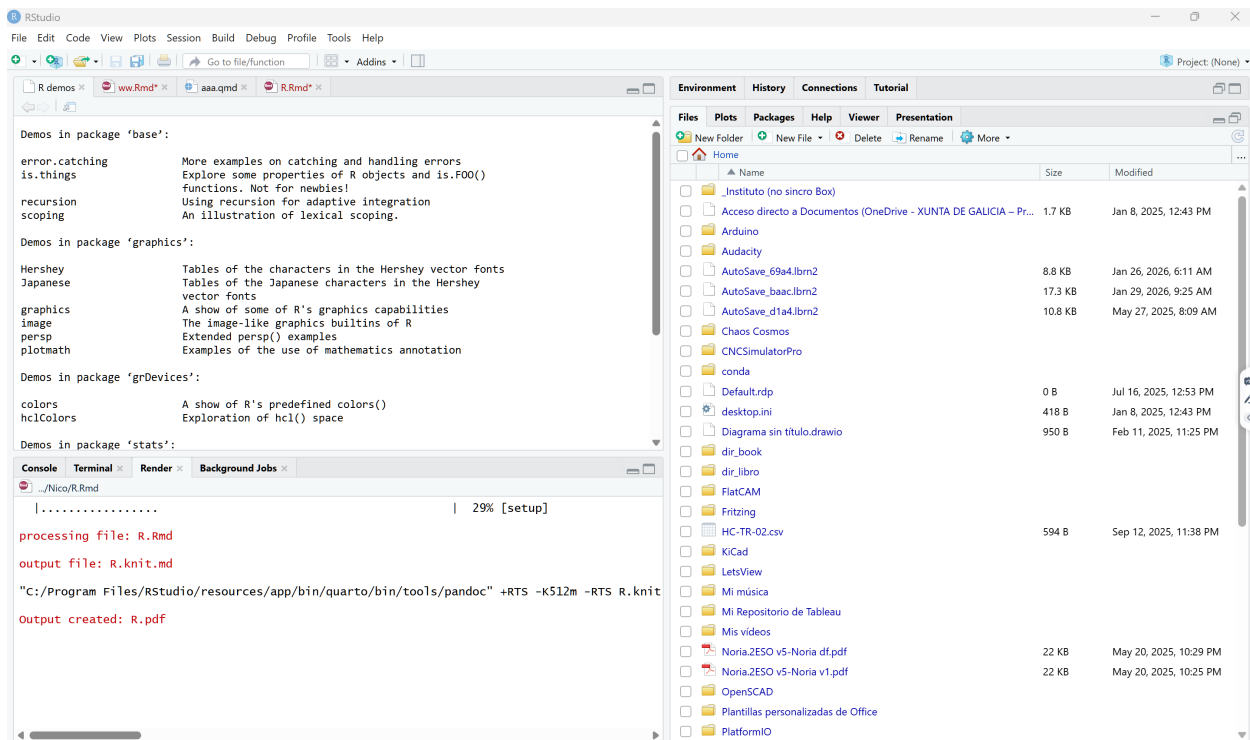 RStudio
File Edit Code View Plots Session Build Debug Profile Tools Help
Go to file/function Addins Project: (None)
R demos ww.Rmd* aaa.qmd R.Rmd*
Demos in package ‘base’:
error.catching More examples on catching and handling errors
is.things Explore some properties of R objects and is.FOO()
functions. Not for newbies!
recursion Using recursion for adaptive integration
scoping An illustration of lexical scoping.
Demos in package ‘graphics’:
Hershey Tables of the characters in the Hershey vector fonts
Japanese Tables of the Japanese characters in the Hershey
vector fonts
graphics A show of some of R's graphics capabilities
image The image-like graphics builtins of R
persp Extended persp() examples
plotmath Examples of the use of mathematics annotation
Demos in package ‘grDevices’:
colors A show of R's predefined colors()
hclColors Exploration of hcl() space
Demos in package ‘stats’:
Console Terminal Render Background Jobs
.../Nico/R.Rmd
|................. | 29% [setup]
processing file: R.Rmd
output file: R.knit.md
"C:/Program Files/RStudio/resources/app/bin/quarto/bin/tools/pandoc" +RTS -K512m -RTS R.knit
Output created: R.pdf
Environment History Connections Tutorial
Files Plots Packages Help Viewer Presentation
New Folder New File Delete Rename More
Home ...
Name Size Modified
_Instituto (no sincro Box)
Acceso directo a Documentos (OneDrive - XUNTA DE GALICIA – Pr... 1.7 KB Jan 8, 2025, 12:43 PM
Arduino
Audacity
AutoSave_69a4.lbrn2 8.8 KB Jan 26, 2026, 6:11 AM
AutoSave_baac.lbrn2 17.3 KB Jan 29, 2026, 9:25 AM
AutoSave_d1a4.lbrn2 10.8 KB May 27, 2025, 8:09 AM
Chaos Cosmos
CNCSimulatorPro
conda
Default.rdp 0 B Jul 16, 2025, 12:53 PM
desktop.ini 418 B Jan 8, 2025, 12:43 PM
Diagrama sin título.drawio 950 B Feb 11, 2025, 11:25 PM
dir_book
dir_libro
FlatCAM
Fritzing
HC-TR-02.csv 594 B Sep 12, 2025, 11:38 PM
KiCad
LetsView
Mi música
Mi Repositorio de Tableau
Mis vídeos
Noria.2ESO v5-Noria df.pdf 22 KB May 20, 2025, 10:29 PM
Noria.2ESO v5-Noria v1.pdf 22 KB May 20, 2025, 10:25 PM
OpenSCAD
Plantillas personalizadas de Office
PlatformIO